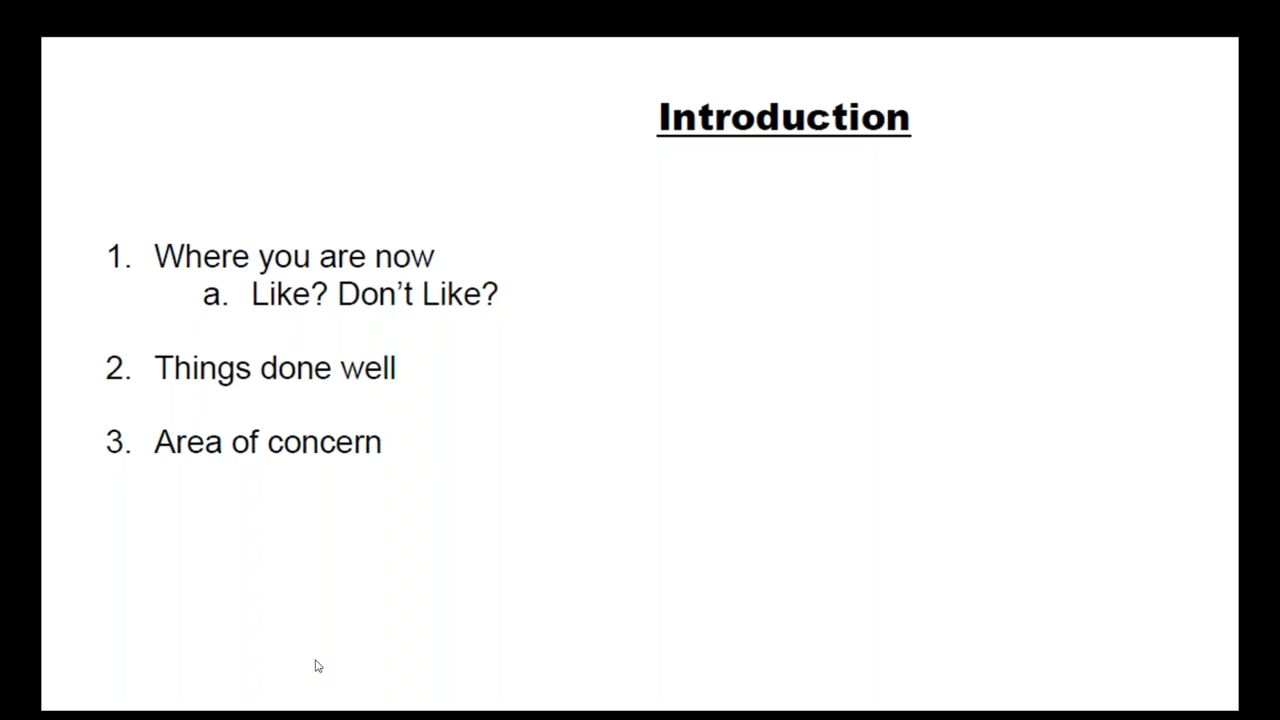 Introduction
1. Where you are now
a. Like? Don’t Like?
2. Things done well
3. Area of concern